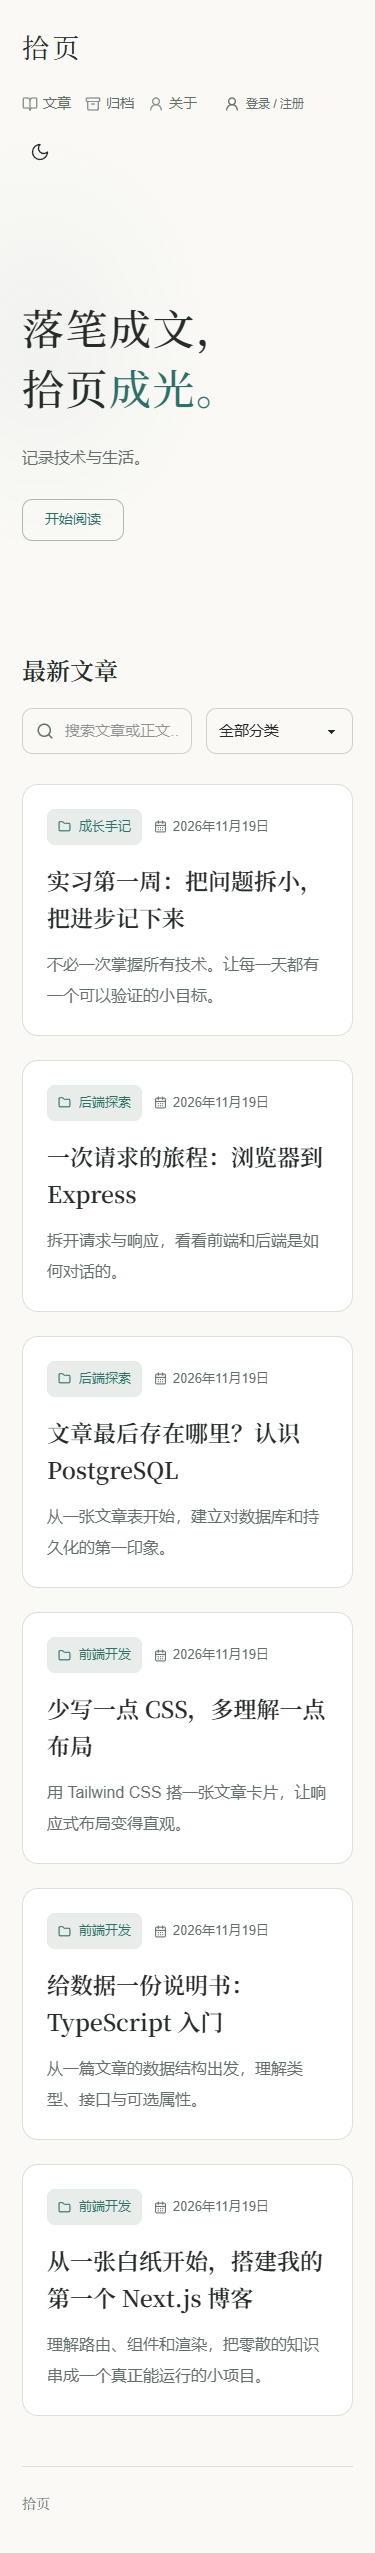 拾页
文章 归档 关于 登录 / 注册
落笔成文，
拾页成光。
记录技术与生活。
开始阅读
最新文章
搜索文章或正文.. 全部分类
成长手记 2026年11月19日
实习第一周：把问题拆小，
把进步记下来
不必一次掌握所有技术。让每一天都有
一个可以验证的小目标。
后端探索 2026年11月19日
一次请求的旅程：浏览器到
Express
拆开请求与响应，看看前端和后端是如
何对话的。
后端探索 2026年11月19日
文章最后存在哪里？认识
PostgreSQL
从一张文章表开始，建立对数据库和持
久化的第一印象。
前端开发 2026年11月19日
少写一点 CSS，多理解一点
布局
用 Tailwind CSS 搭一张文章卡片，让响
应式布局变得直观。
前端开发 2026年11月19日
给数据一份说明书：
TypeScript 入门
从一篇文章的数据结构出发，理解类
型、接口与可选属性。
前端开发 2026年11月19日
从一张白纸开始，搭建我的
第一个 Next.js 博客
理解路由、组件和渲染，把零散的知识
串成一个真正能运行的小项目。
拾页